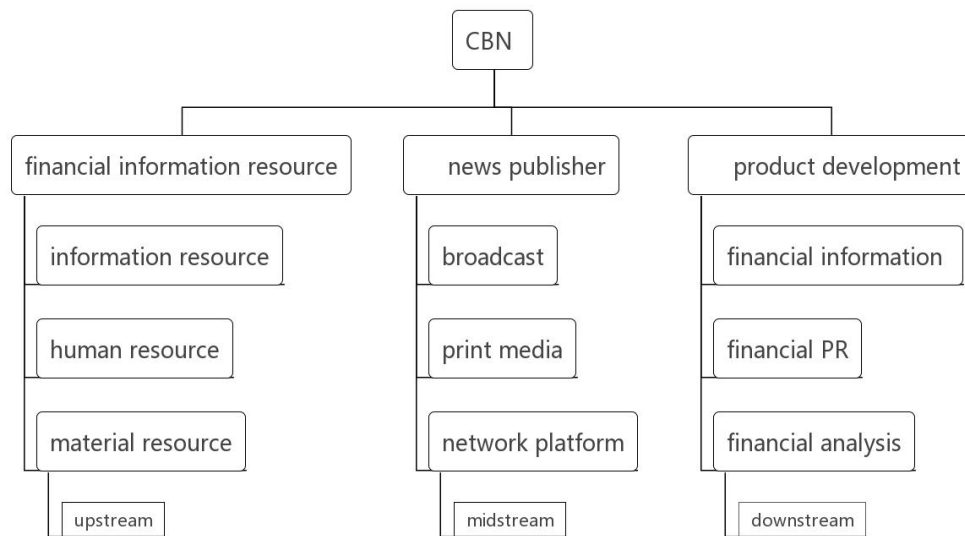 CBN
financial information resource
news publisher
product development
information resource
broadcast
financial information
human resource
print media
financial PR
material resource
network platform
financial analysis
upstream
midstream
downstream